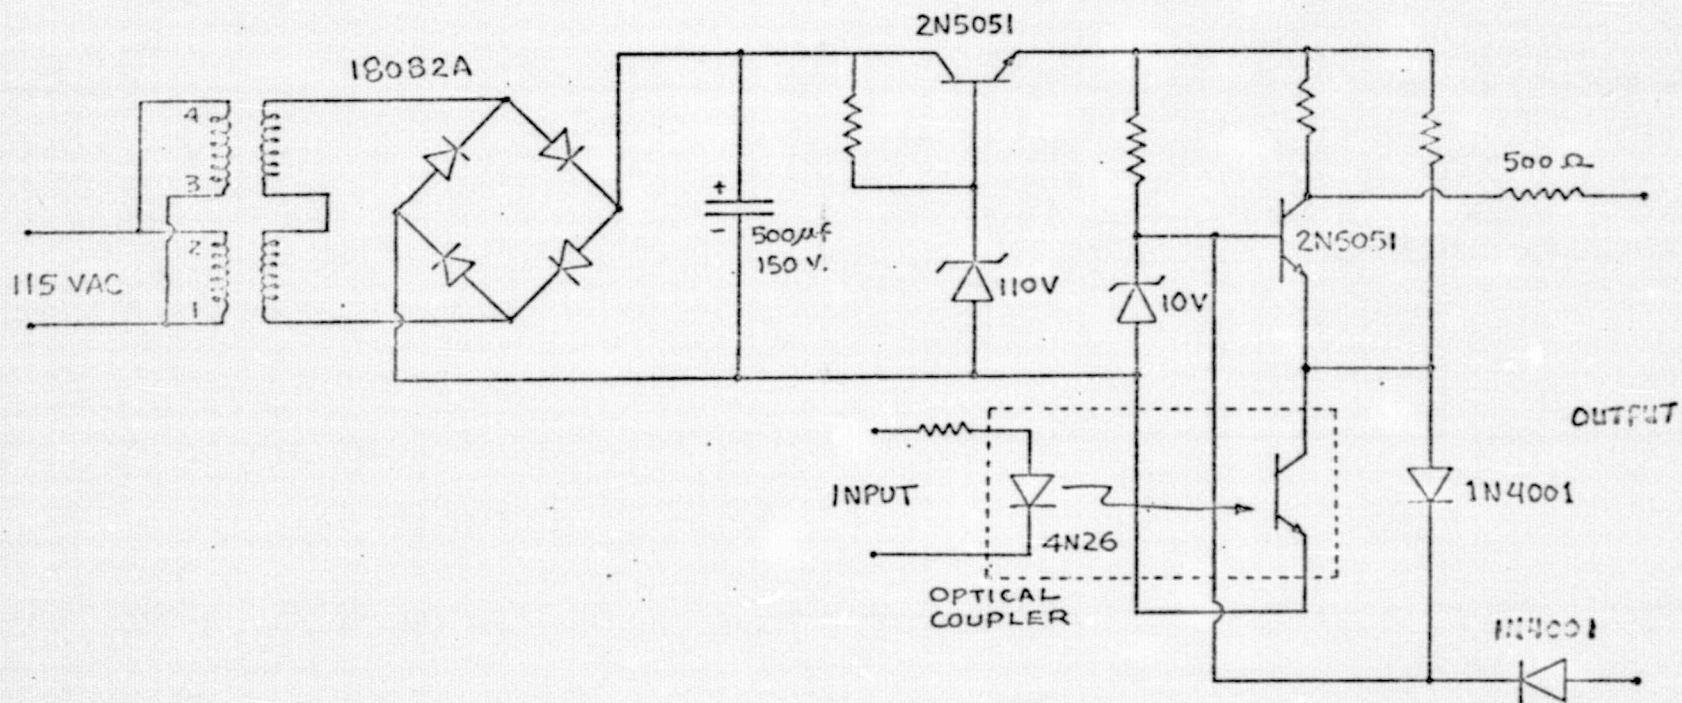 2N5051
18082A
4
3
2
1
115 VAC
+
-
500µf
150 V.
110V
10V
2N5051
500 Ω
OUTPUT
INPUT
4N26
1N4001
OPTICAL
COUPLER
1N4001